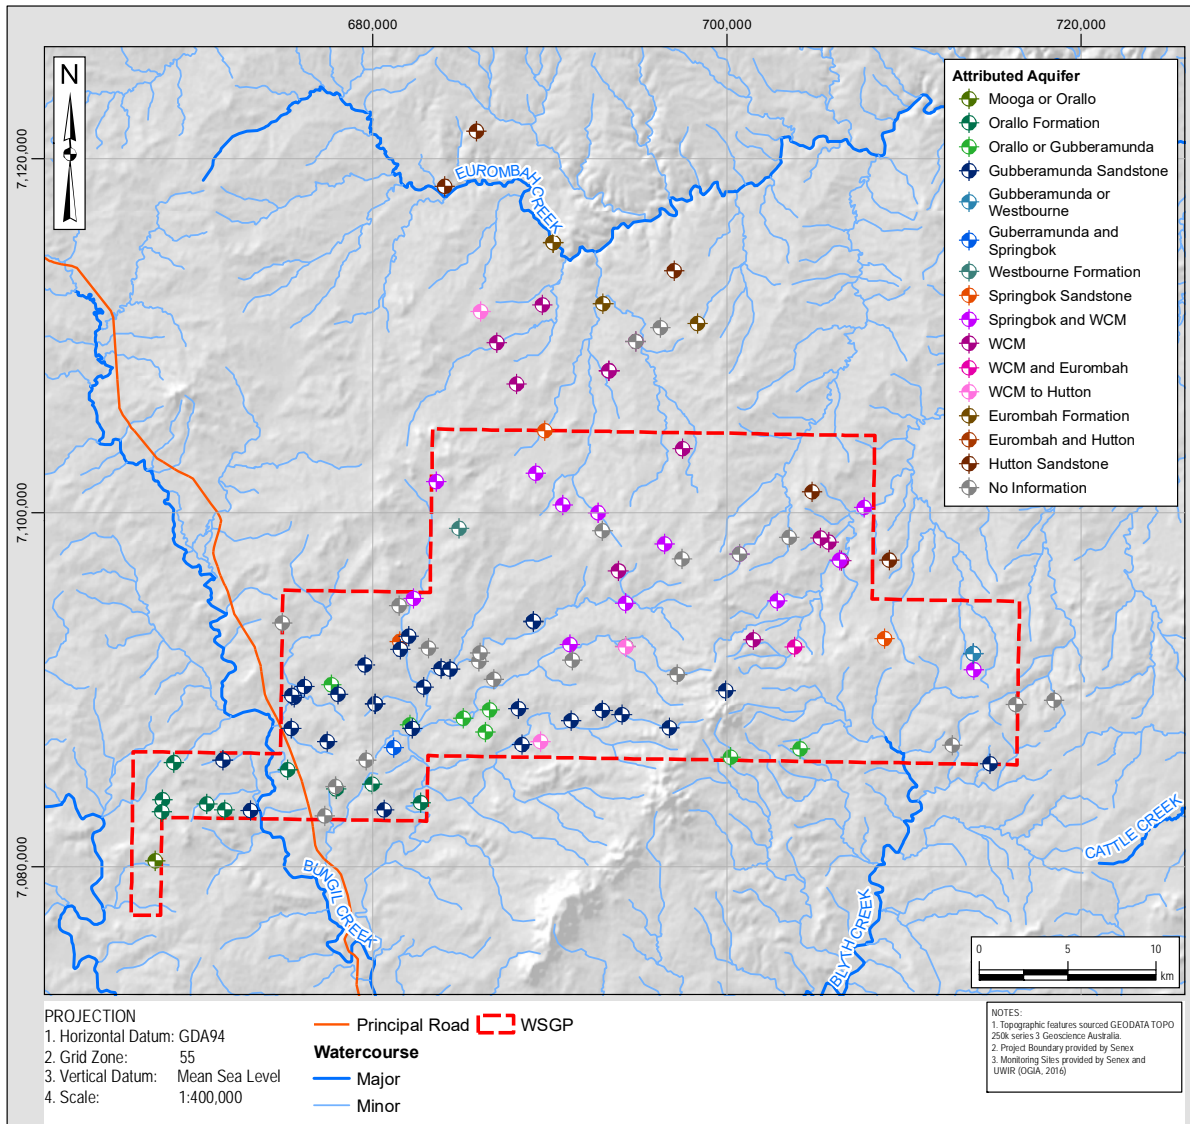 680,000
700,000
720,000
7,120,000
7,100,000
7,080,000
N
EUROMBAH
CREEK
BUNGIL CREEK
BLYTH CREEK
CATTLE CREEK
Attributed Aquifer
Mooga or Orallo
Orallo Formation
Orallo or Gubberamunda
Gubberamunda Sandstone
Gubberamunda or
Westbourne
Guberramunda and
Springbok
Westbourne Formation
Springbok Sandstone
Springbok and WCM
WCM
WCM and Eurombah
WCM to Hutton
Eurombah Formation
Eurombah and Hutton
Hutton Sandstone
No Information
0 5 10
km
PROJECTION
1. Horizontal Datum: GDA94
2. Grid Zone: 55
3. Vertical Datum: Mean Sea Level
4. Scale: 1:400,000
Principal Road
WSGP
Watercourse
Major
Minor
NOTES:
1. Topographic features sourced GEODATA TOPO
250k series 3 Geoscience Australia.
2. Project Boundary provided by Senex
3. Monitoring Sites provided by Senex and
UWIR (OGIA, 2016)